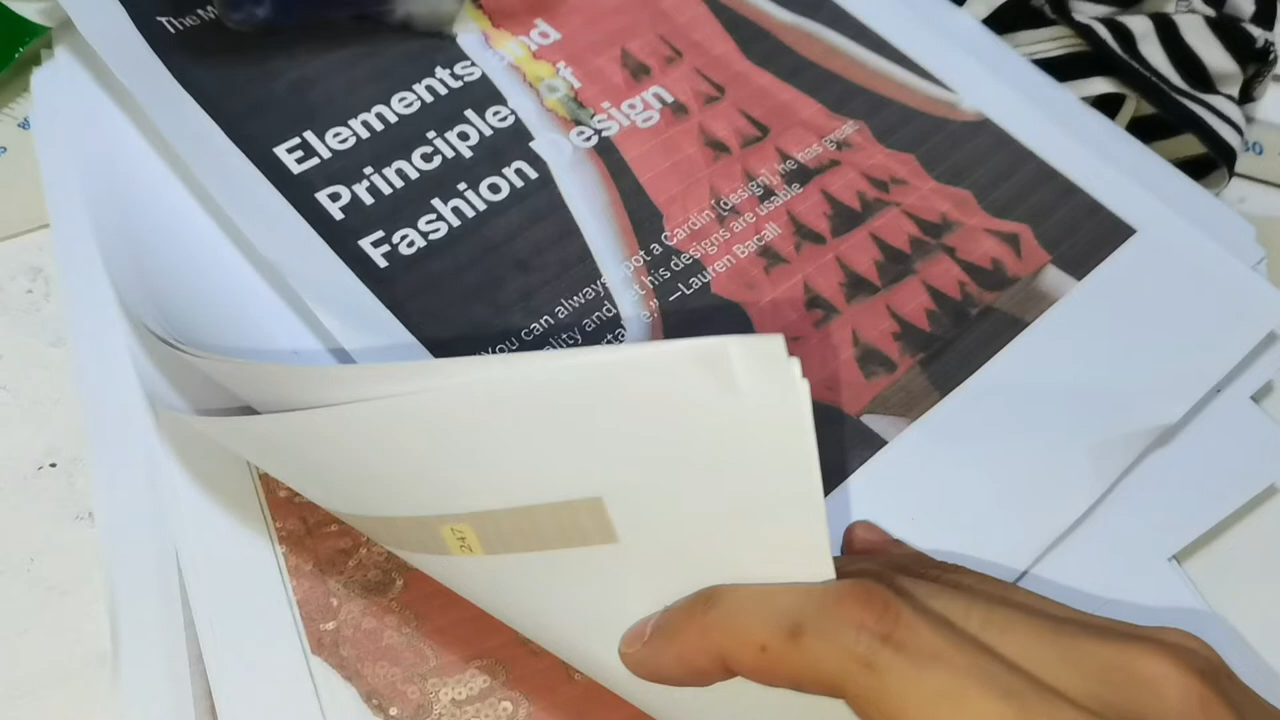 The M
Elements and
Principles of
Fashion Design
"You can always spot a Cardin [design], he has great
ality and his designs are usable
—Lauren Bacall
247